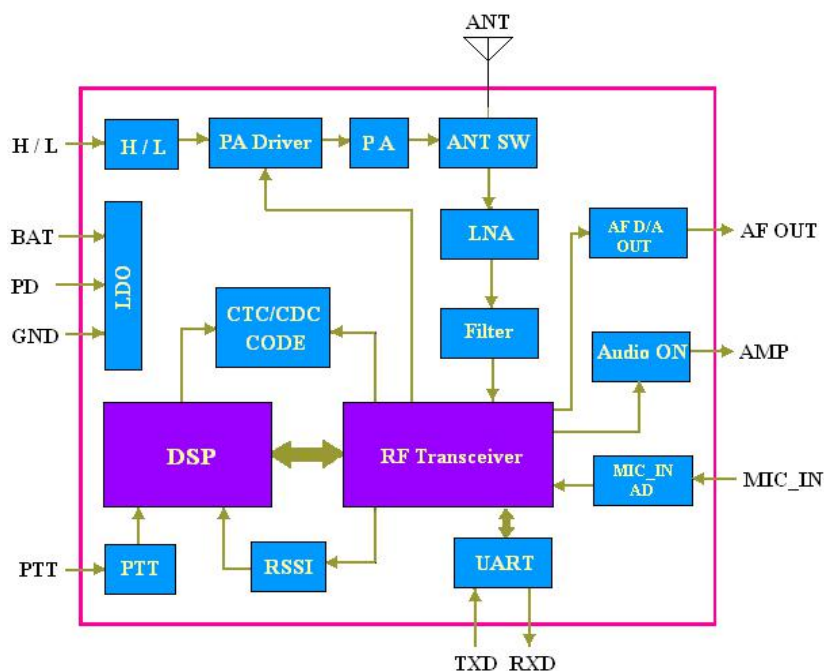 ANT
H / L
H / L
PA Driver
P A
ANT SW
LNA
AF D/A
OUT
AF OUT
BAT
PD
GND
LDO
CTC/CDC
CODE
Filter
Audio ON
AMP
DSP
RF Transceiver
MIC_IN
AD
MIC_IN
PTT
PTT
RSSI
UART
TXD
RXD